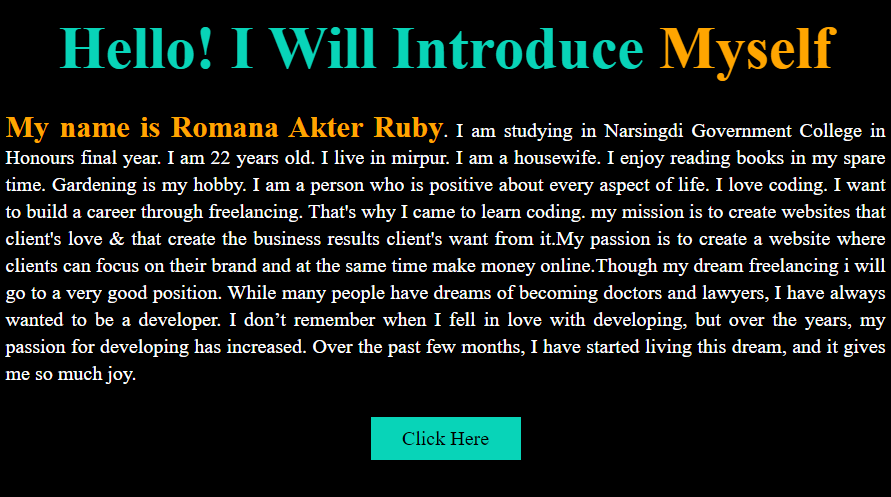 Hello! I Will Introduce Myself
My name is Romana Akter Ruby. I am studying in Narsingdi Government College in
Honours final year. I am 22 years old. I live in mirpur. I am a housewife. I enjoy reading books in my spare
time. Gardening is my hobby. I am a person who is positive about every aspect of life. I love coding. I want
to build a career through freelancing. That's why I came to learn coding. my mission is to create websites that
client's love & that create the business results client's want from it.My passion is to create a website where
clients can focus on their brand and at the same time make money online.Though my dream freelancing i will
go to a very good position. While many people have dreams of becoming doctors and lawyers, I have always
wanted to be a developer. I don’t remember when I fell in love with developing, but over the years, my
passion for developing has increased. Over the past few months, I have started living this dream, and it gives
me so much joy.
Click Here